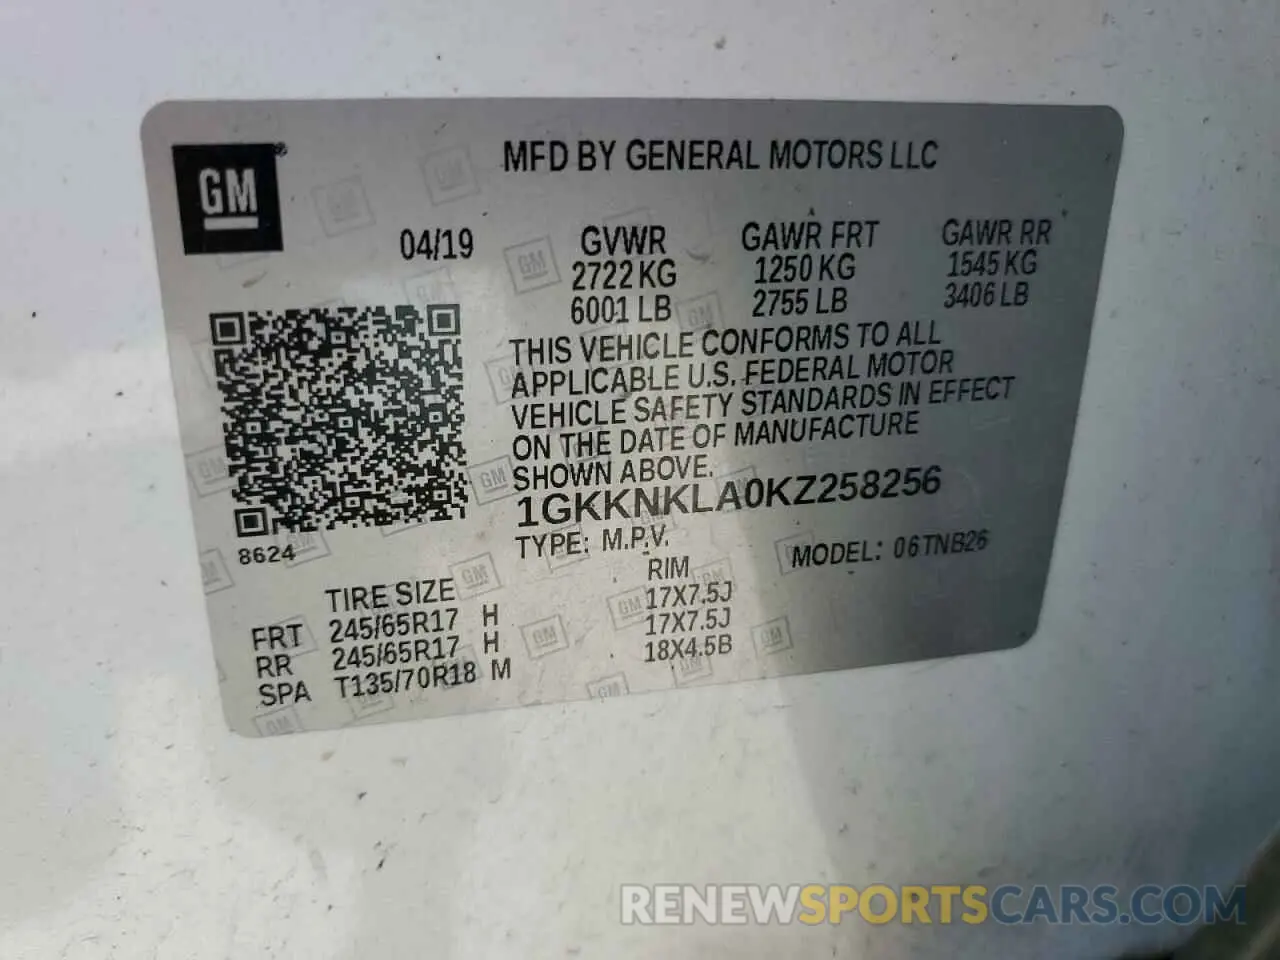 GM
MFD BY GENERAL MOTORS LLC
04/19
GVWR
2722 KG
6001 LB
GAWR FRT
1250 KG
2755 LB
GAWR RR
1545 KG
3406 LB
THIS VEHICLE CONFORMS TO ALL
APPLICABLE U.S. FEDERAL MOTOR
VEHICLE SAFETY STANDARDS IN EFFECT
ON THE DATE OF MANUFACTURE
SHOWN ABOVE.
1GKKNKLA0KZ258256
8624
TYPE: M.P.V. MODEL: 06TNB26
TIRE SIZE RIM
FRT 245/65R17 H 17X7.5J
RR 245/65R17 H 17X7.5J
SPA T135/70R18 M 18X4.5B
RENEWSPORTSCARS.COM